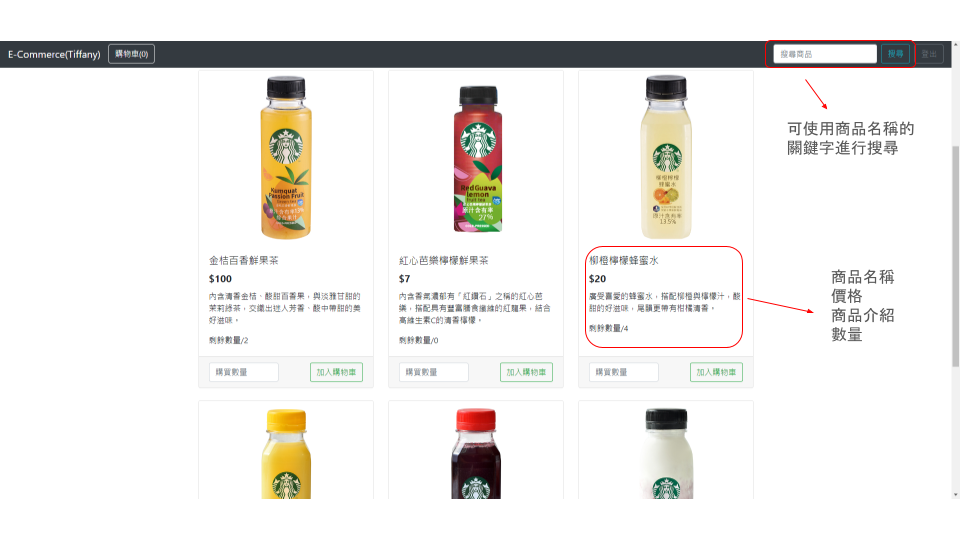 E-Commerce(Tiffany) 購物車(0) 搜尋商品 搜尋 登出
可使用商品名稱的
關鍵字進行搜尋
Kumquat
Passion Fruit
Red Guava
lemon
fruit tea
原汁含有率
27%
柳橙檸檬
蜂蜜水
原汁含有率
13.5%
金桔百香鮮果茶
$100
內含清香金桔、酸甜百香果，與淡雅甘甜的
茉莉綠茶，交織出迷人芳香、酸中帶甜的美
好滋味。
剩餘數量/2
購買數量 加入購物車
紅心芭樂檸檬鮮果茶
$7
內含香氣濃郁有「紅鑽石」之稱的紅心芭
樂，搭配具有豐富膳食纖維的紅龍果，結合
高維生素C的清香檸檬。
剩餘數量/0
購買數量 加入購物車
柳橙檸檬蜂蜜水
$20
廣受喜愛的蜂蜜水，搭配柳橙與檸檬汁，酸
甜的好滋味，尾韻更帶有柑橘清香。
剩餘數量/4
購買數量 加入購物車
商品名稱
價格
商品介紹
數量